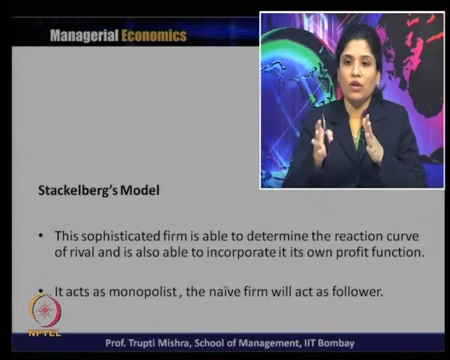 Managerial Economics
Stackelberg's Model
• This sophisticated firm is able to determine the reaction curve
of rival and is also able to incorporate it its own profit function.
• It acts as monopolist , the naïve firm will act as follower.
NPTEL
Prof. Trupti Mishra, School of Management, IIT Bombay